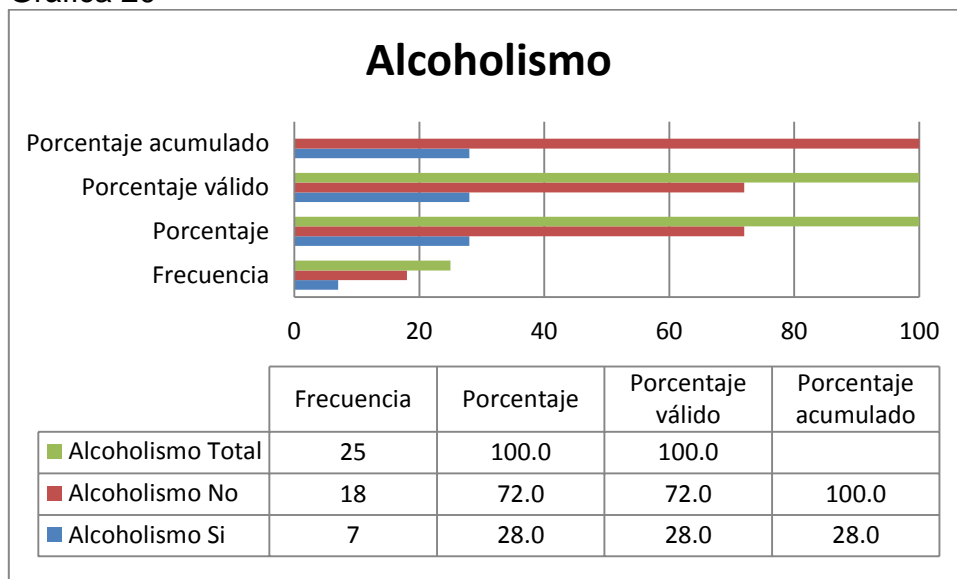 Alcoholismo
Porcentaje acumulado
Porcentaje válido
Porcentaje
Frecuencia
0 20 40 60 80 100
Frecuencia Porcentaje Porcentaje válido Porcentaje acumulado
Alcoholismo Total 25 100.0 100.0
Alcoholismo No 18 72.0 72.0 100.0
Alcoholismo Si 7 28.0 28.0 28.0